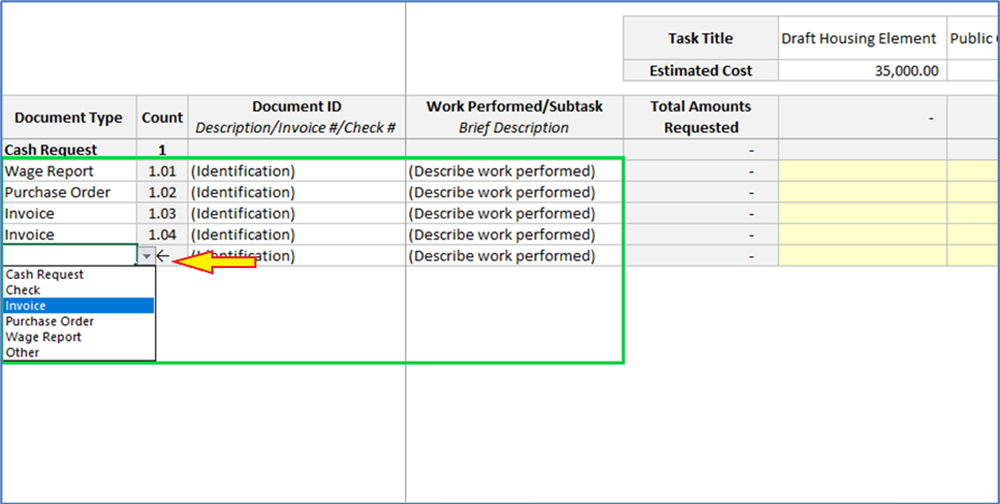 Task Title Draft Housing Element Public
Estimated Cost 35,000.00
Document Type Count Document ID Work Performed/Subtask Total Amounts
Description/Invoice #/Check # Brief Description Requested -
Cash Request 1 -
Wage Report 1.01 (Identification) (Describe work performed) -
Purchase Order 1.02 (Identification) (Describe work performed) -
Invoice 1.03 (Identification) (Describe work performed) -
Invoice 1.04 (Identification) (Describe work performed) -
← (Identification) (Describe work performed) -
Cash Request
Check
Invoice
Purchase Order
Wage Report
Other